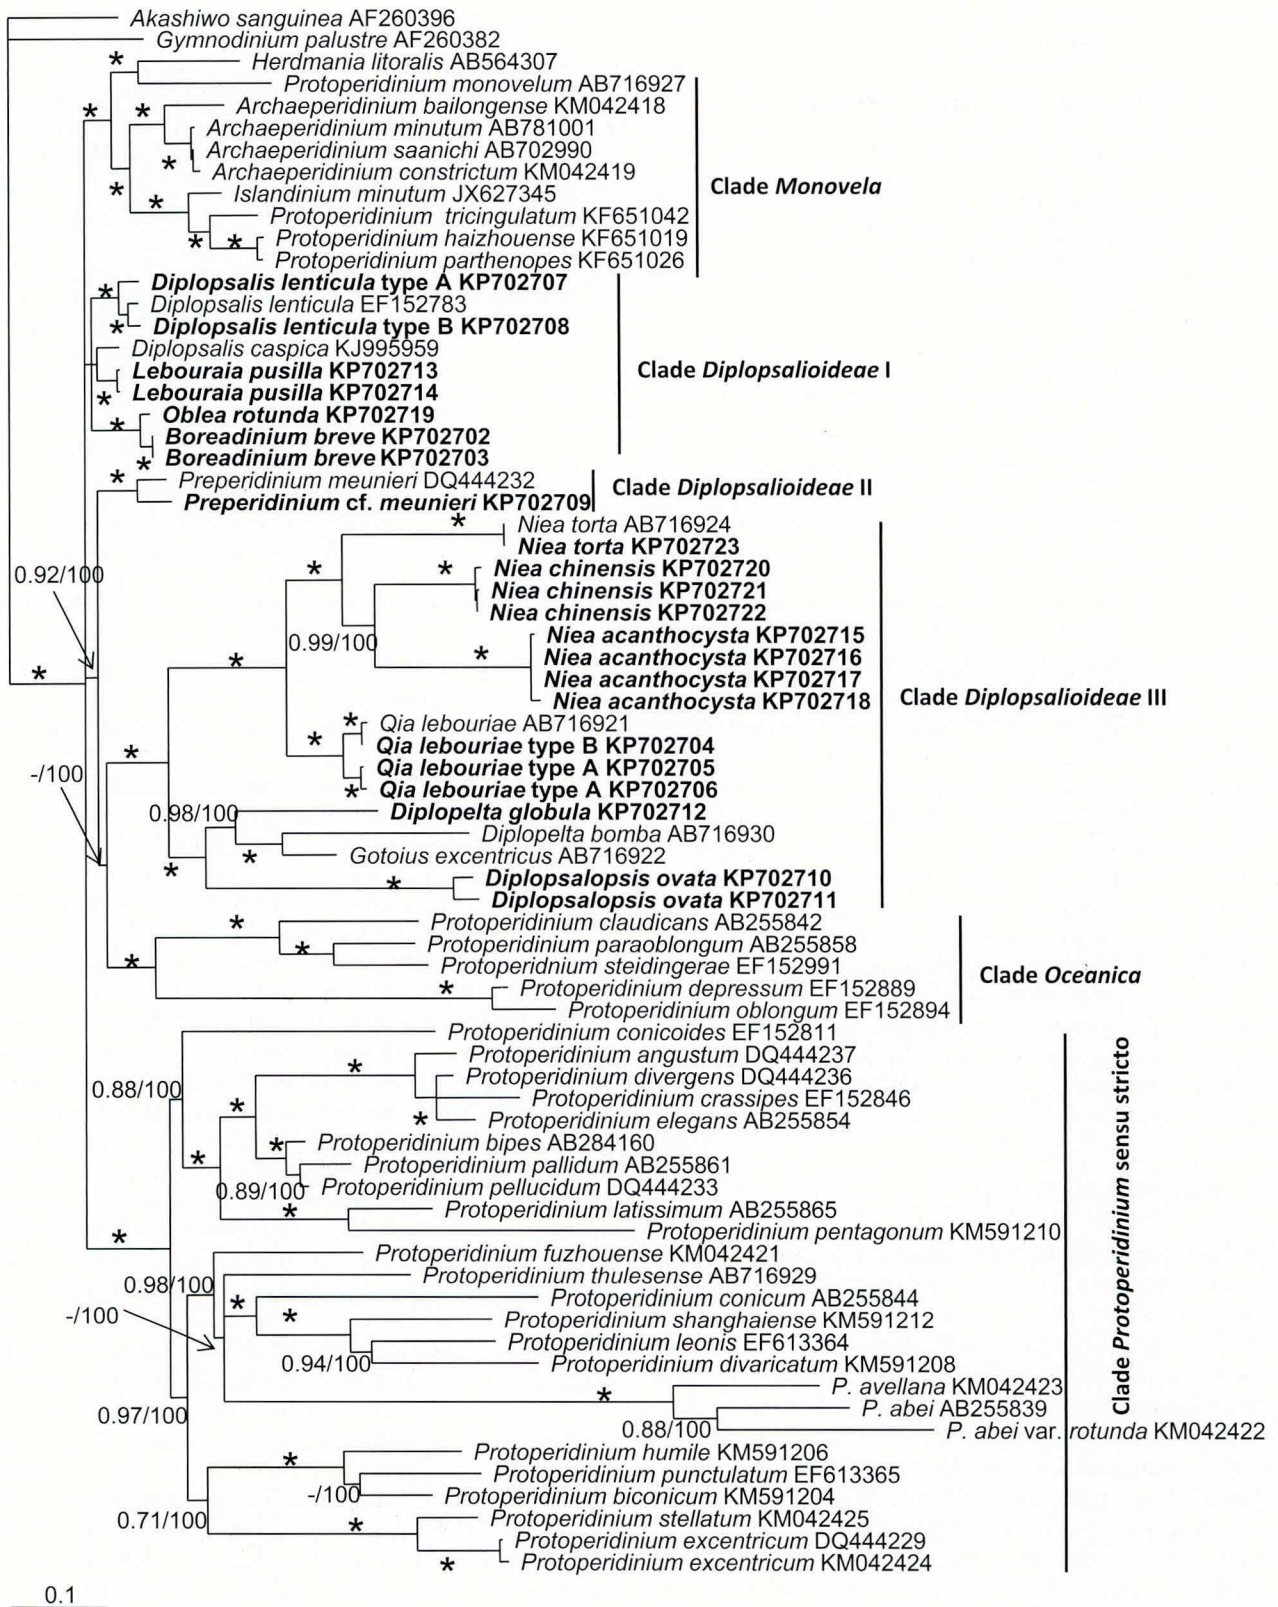 Akashiwo sanguinea AF260396
Gymnodinium palustre AF260382
* Herdmania litoralis AB564307
Protoperidinium monovelum AB716927
* * Archaeperidinium bailongense KM042418
Archaeperidinium minutum AB781001
Archaeperidinium saanichi AB702990
* Archaeperidinium constrictum KM042419
Clade Monovela
* * Islandinium minutum JX627345
Protoperidinium tricingulatum KF651042
* * Protoperidinium haizhouense KF651019
Protoperidinium parthenopes KF651026
* Diplopsalis lenticula type A KP702707
Diplopsalis lenticula EF152783
* Diplopsalis lenticula type B KP702708
Diplopsalis caspica KJ995959
Lebouraia pusilla KP702713
Clade Diplopsalioideae I
* Lebouraia pusilla KP702714
* Oblea rotunda KP702719
Boreadinium breve KP702702
* Boreadinium breve KP702703
* Preperidinium meunieri DQ444232
Clade Diplopsalioideae II
Preperidinium cf. meunieri KP702709
* Niea torta AB716924
Niea torta KP702723
0.92/100
* * Niea chinensis KP702720
Niea chinensis KP702721
Niea chinensis KP702722
0.99/100
Niea acanthocysta KP702715
* * Niea acanthocysta KP702716
* Niea acanthocysta KP702717
Niea acanthocysta KP702718
Clade Diplopsalioideae III
* Qia lebouriae AB716921
* * Qia lebouriae type B KP702704
-/100
Qia lebouriae type A KP702705
* Qia lebouriae type A KP702706
0.98/100
Diplopelta globula KP702712
Diplopelta bomba AB716930
* * Gotoius excentricus AB716922
* Diplopsalopsis ovata KP702710
Diplopsalopsis ovata KP702711
* Protoperidinium claudicans AB255842
* Protoperidinium paraoblongum AB255858
* Protoperidnium steidingerae EF152991
Clade Oceanica
* Protoperidinium depressum EF152889
Protoperidinium oblongum EF152894
Protoperidinium conicoides EF152811
* Protoperidinium angustum DQ444237
Protoperidinium divergens DQ444236
0.88/100
* Protoperidinium crassipes EF152846
* Protoperidinium elegans AB255854
* Protoperidinium bipes AB284160
* Protoperidinium pallidum AB255861
0.89/100
Protoperidinium pellucidum DQ444233
* Protoperidinium latissimum AB255865
* Protoperidinium pentagonum KM591210
Protoperidinium fuzhouense KM042421
Clade Protoperidinium sensu stricto
0.98/100
Protoperidinium thulesense AB716929
* Protoperidinium conicum AB255844
-/100
* Protoperidinium shanghaiense KM591212
Protoperidinium leonis EF613364
0.94/100
Protoperidinium divaricatum KM591208
* P. avellana KM042423
0.97/100
P. abei AB255839
0.88/100
P. abei var. rotunda KM042422
* Protoperidinium humile KM591206
Protoperidinium punctulatum EF613365
-/100
Protoperidinium biconicum KM591204
0.71/100
* Protoperidinium stellatum KM042425
Protoperidinium excentricum DQ444229
* Protoperidinium excentricum KM042424
0.1